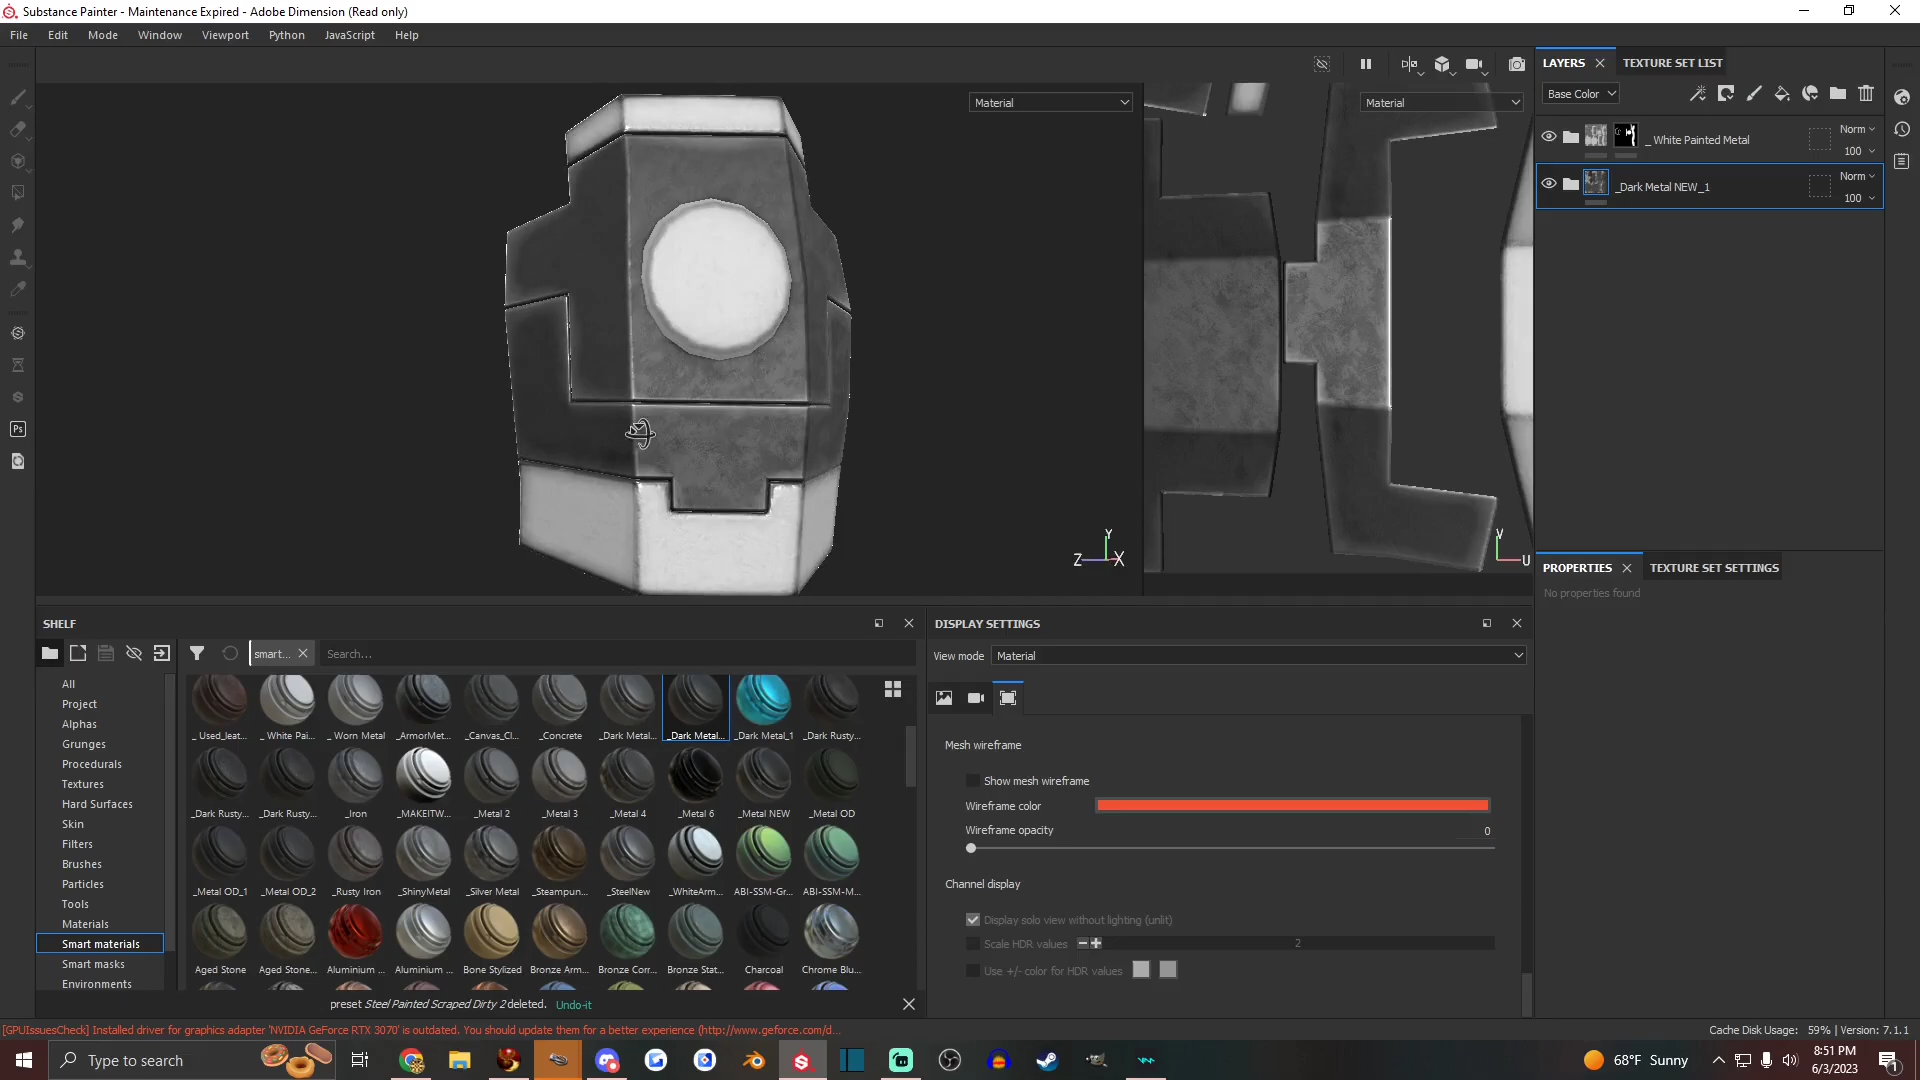 Substance Painter - Maintenance Expired - Adobe Dimension (Read only)
File Edit Mode Window Viewport Python JavaScript Help
LAYERS TEXTURE SET LIST
Base Color
Material
Material
_ White Painted Metal Norm 100
_Dark Metal NEW_1 Norm 100
Y
Z X
V
U
PROPERTIES TEXTURE SET SETTINGS
No properties found
SHELF
smart... Search...
All
Project
Alphas
Grunges
Procedurals
Textures
Hard Surfaces
Skin
Filters
Brushes
Particles
Tools
Materials
Smart materials
Smart masks
Environments
_ Used_leat... _ White Pai... _ Worn Metal _ArmorMet... _Canvas_Cl... _Concrete _Dark Metal... _Dark Metal... _Dark Metal_1 _Dark Rusty...
_Dark Rusty... _Dark Rusty... _Iron _MAKEITW... _Metal 2 _Metal 3 _Metal 4 _Metal 6 _Metal NEW _Metal OD
_Metal OD_1 _Metal OD_2 _Rusty Iron _ShinyMetal _Silver Metal _Steampun... _SteelNew _WhiteArm... ABI-SSM-Gr... ABI-SSM-M...
Aged Stone Aged Stone... Aluminium ... Aluminium ... Bone Stylized Bronze Arm... Bronze Corr... Bronze Stat... Charcoal Chrome Blu...
preset Steel Painted Scraped Dirty 2 deleted. Undo-it
DISPLAY SETTINGS
View mode Material
Mesh wireframe
Show mesh wireframe
Wireframe color
Wireframe opacity 0
Channel display
Display solo view without lighting (unlit)
Scale HDR values 2
Use +/- color for HDR values
[GPUIssuesCheck] Installed driver for graphics adapter 'NVIDIA GeForce RTX 3070' is outdated. You should update them for a better experience (http://www.geforce.com/d...
Cache Disk Usage: 59% | Version: 7.1.1
Ps
Type to search
68°F Sunny
8:51 PM
6/3/2023
1